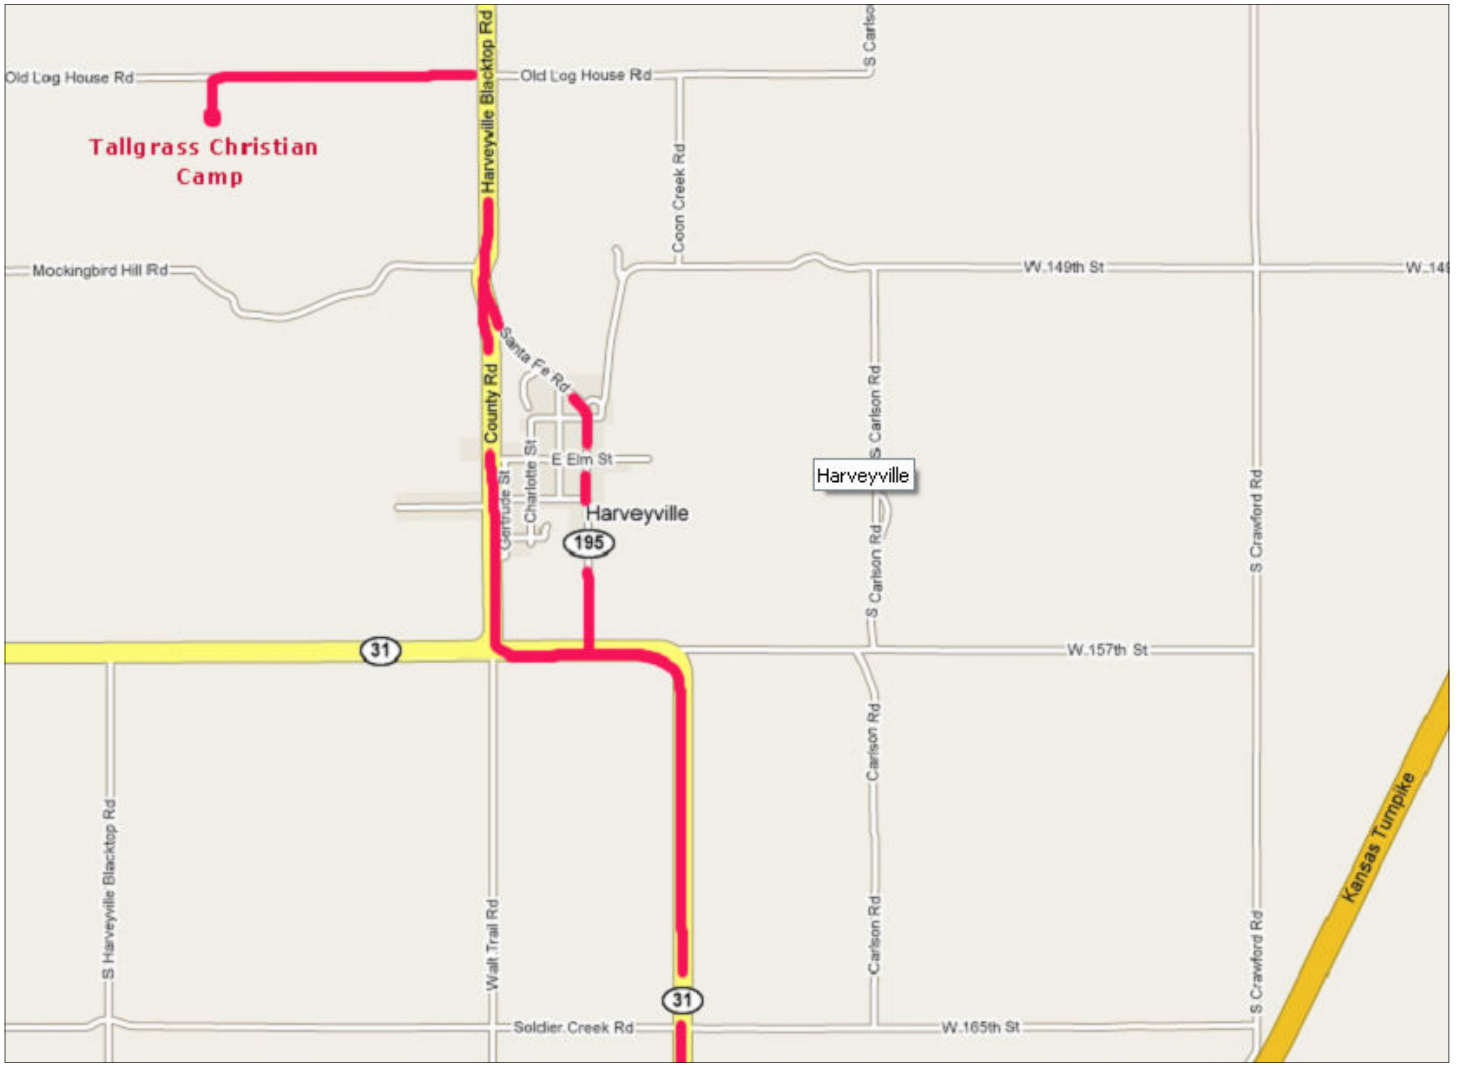 S Carlso
Harveyville Blacktop Rd
Old Log House Rd
Old Log House Rd
Tallgrass Christian
Camp
Coon Creek Rd
Mockingbird Hill Rd
W 149th St
W 149
Santa Fe Rd
County Rd
S Carlson Rd
E Elm St
Charlotte St
Gertrude St
Harveyville
Harveyville
195
S Crawford Rd
S Carlson Rd
31
W 157th St
Carlson Rd
Kansas Turnpike
S Harveyville Blacktop Rd
Walt Trail Rd
Carlson Rd
S Crawford Rd
31
Soldier Creek Rd
W 165th St